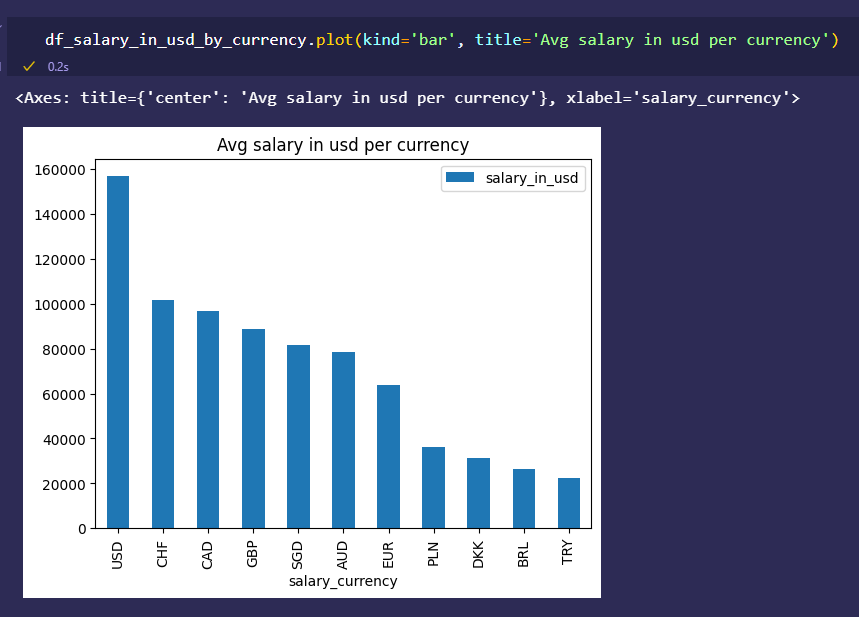 df_salary_in_usd_by_currency.plot(kind='bar', title='Avg salary in usd per currency')
0.2s
<Axes: title={'center': 'Avg salary in usd per currency'}, xlabel='salary_currency'>
Avg salary in usd per currency
salary_in_usd
160000
140000
120000
100000
80000
60000
40000
20000
0
USD CHF CAD GBP SGD AUD EUR PLN DKK BRL TRY
salary_currency